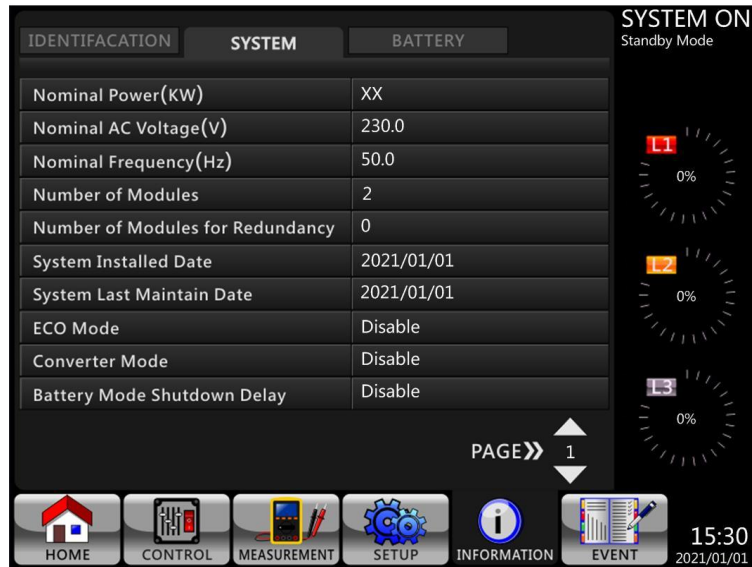 IDENTIFACATION SYSTEM BATTERY
SYSTEM ON
Standby Mode
Nominal Power(KW) XX
Nominal AC Voltage(V) 230.0
Nominal Frequency(Hz) 50.0
Number of Modules 2
Number of Modules for Redundancy 0
System Installed Date 2021/01/01
System Last Maintain Date 2021/01/01
ECO Mode Disable
Converter Mode Disable
Battery Mode Shutdown Delay Disable
PAGE» 1
L1
0%
L2
0%
L3
0%
HOME CONTROL MEASUREMENT SETUP INFORMATION EVENT
15:30
2021/01/01